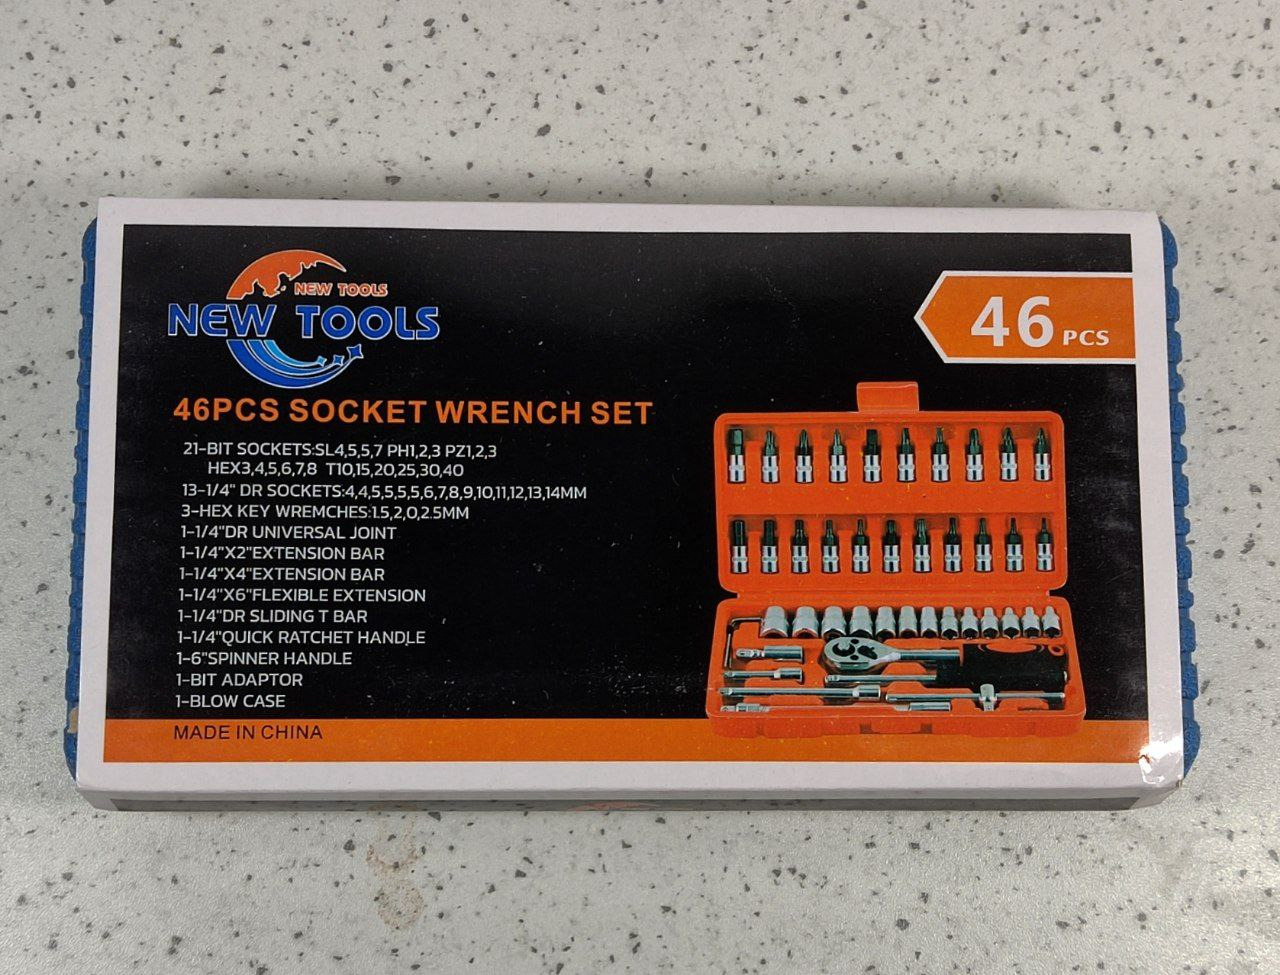 NEW TOOLS
NEW TOOLS
46 PCS
46PCS SOCKET WRENCH SET
21-BIT SOCKETS:SL4,5,5,7 PH1,2,3 PZ1,2,3
HEX3,4,5,6,7,8 T10,15,20,25,30,40
13-1/4" DR SOCKETS:4,4.5,5,5.5,6,7,8,9,10,11,12,13,14MM
3-HEX KEY WREMCHES:1.5,2,0,2.5MM
1-1/4"DR UNIVERSAL JOINT
1-1/4"X2"EXTENSION BAR
1-1/4"X4"EXTENSION BAR
1-1/4"X6"FLEXIBLE EXTENSION
1-1/4"DR SLIDING T BAR
1-1/4"QUICK RATCHET HANDLE
1-6"SPINNER HANDLE
1-BIT ADAPTOR
1-BLOW CASE
MADE IN CHINA